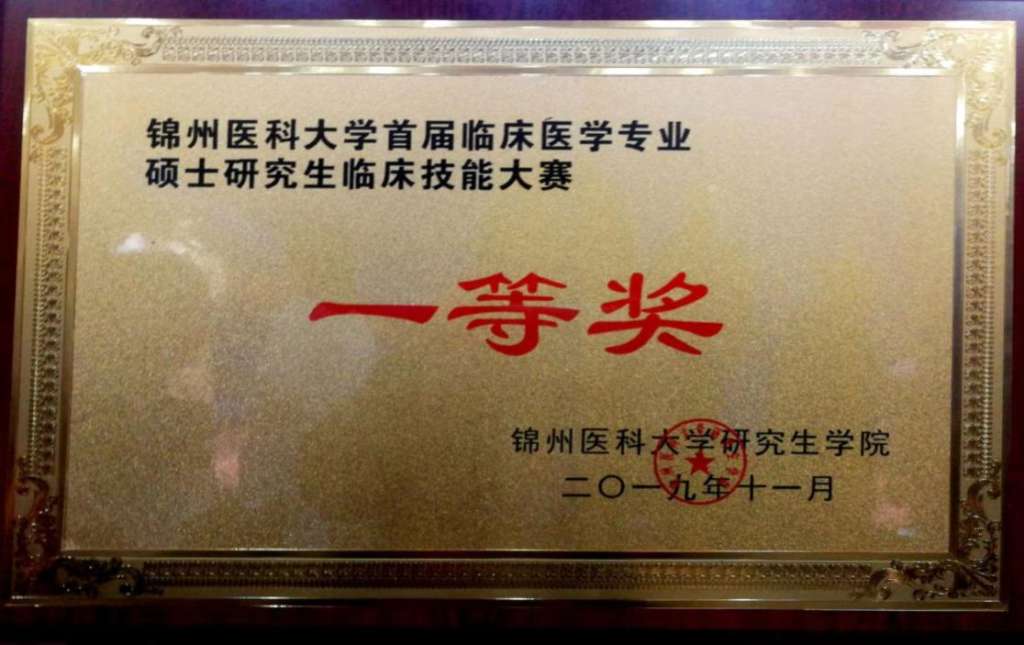 锦州医科大学首届临床医学专业
硕士研究生临床技能大赛
一等奖
锦州医科大学研究生学院
二〇一九年十一月